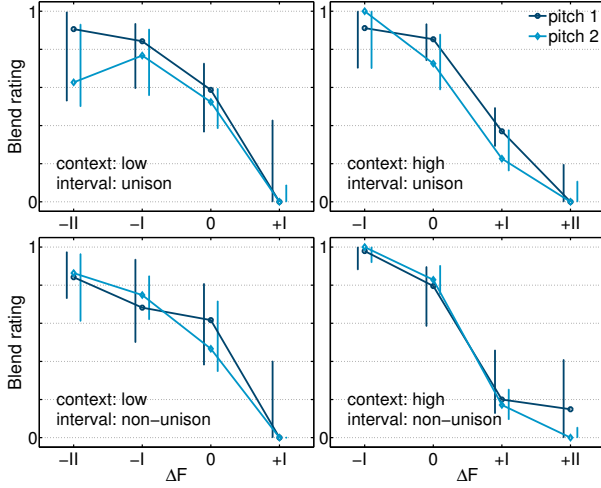 1
Blend rating
0
context: low
interval: unison
−II
−I
0
+I
1
pitch 1
pitch 2
0
context: high
interval: unison
−I
0
+I
+II
1
Blend rating
0
context: low
interval: non−unison
−II
−I
0
+I
ΔF
1
0
context: high
interval: non−unison
−I
0
+I
+II
ΔF